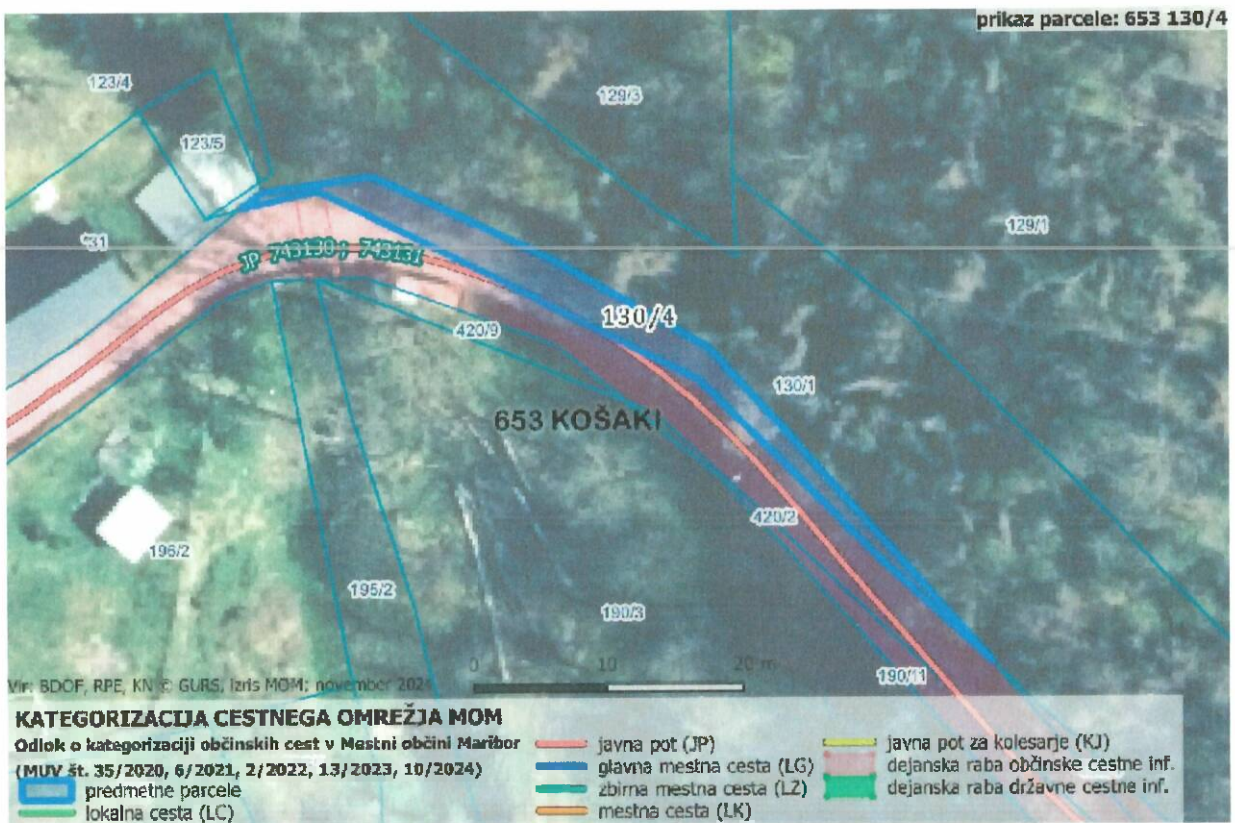 prikaz parcele: 653 130/4
123/4
129/3
123/5
129/1
*31
JP 743130 ; 743131
130/4
420/9
130/1
653 KOŠAKI
420/2
196/2
195/2
190/3
190/11
0 10 20 m
Vir: BDOF, RPE, KN © GURS, Izris MOM: november
KATEGORIZACIJA CESTNEGA OMREŽJA MOM
Odlok o kategorizaciji občinskih cest v Mestni občini Maribor
(MUV št. 35/2020, 6/2021, 2/2022, 13/2023, 10/2024)
predmetne parcele
lokalna cesta (LC)
javna pot (JP)
glavna mestna cesta (LG)
zbirna mestna cesta (LZ)
mestna cesta (LK)
javna pot za kolesarje (KJ)
dejanska raba občinske cestne inf.
dejanska raba državne cestne inf.